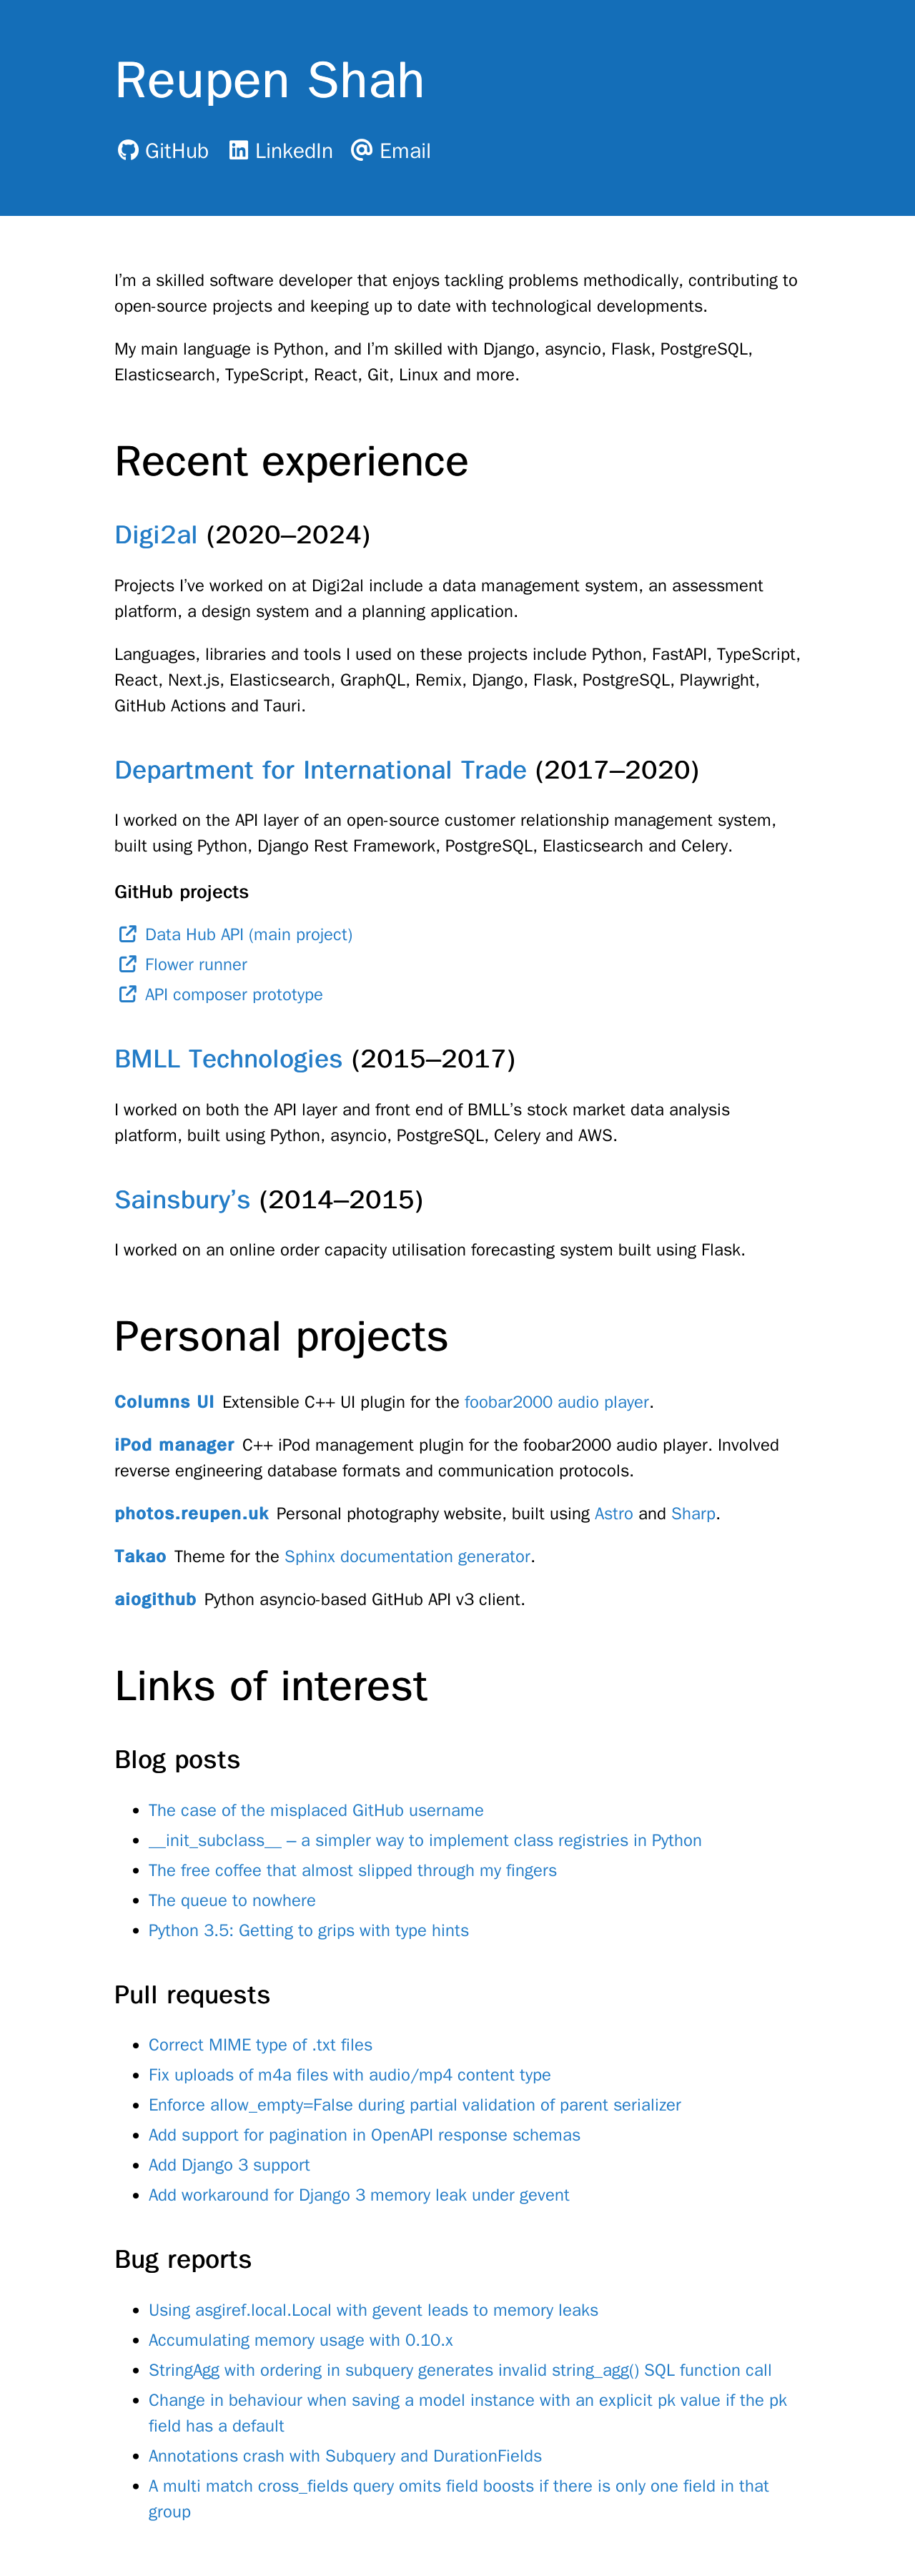 Reupen Shah
GitHub LinkedIn Email
I’m a skilled software developer that enjoys tackling problems methodically, contributing to
open-source projects and keeping up to date with technological developments.
My main language is Python, and I’m skilled with Django, asyncio, Flask, PostgreSQL,
Elasticsearch, TypeScript, React, Git, Linux and more.
Recent experience
Digi2al (2020–2024)
Projects I’ve worked on at Digi2al include a data management system, an assessment
platform, a design system and a planning application.
Languages, libraries and tools I used on these projects include Python, FastAPI, TypeScript,
React, Next.js, Elasticsearch, GraphQL, Remix, Django, Flask, PostgreSQL, Playwright,
GitHub Actions and Tauri.
Department for International Trade (2017–2020)
I worked on the API layer of an open-source customer relationship management system,
built using Python, Django Rest Framework, PostgreSQL, Elasticsearch and Celery.
GitHub projects
Data Hub API (main project)
Flower runner
API composer prototype
BMLL Technologies (2015–2017)
I worked on both the API layer and front end of BMLL’s stock market data analysis
platform, built using Python, asyncio, PostgreSQL, Celery and AWS.
Sainsbury’s (2014–2015)
I worked on an online order capacity utilisation forecasting system built using Flask.
Personal projects
Columns UI Extensible C++ UI plugin for the foobar2000 audio player.
iPod manager C++ iPod management plugin for the foobar2000 audio player. Involved
reverse engineering database formats and communication protocols.
photos.reupen.uk Personal photography website, built using Astro and Sharp.
Takao Theme for the Sphinx documentation generator.
aiogithub Python asyncio-based GitHub API v3 client.
Links of interest
Blog posts
• The case of the misplaced GitHub username
• __init_subclass__ – a simpler way to implement class registries in Python
• The free coffee that almost slipped through my fingers
• The queue to nowhere
• Python 3.5: Getting to grips with type hints
Pull requests
• Correct MIME type of .txt files
• Fix uploads of m4a files with audio/mp4 content type
• Enforce allow_empty=False during partial validation of parent serializer
• Add support for pagination in OpenAPI response schemas
• Add Django 3 support
• Add workaround for Django 3 memory leak under gevent
Bug reports
• Using asgiref.local.Local with gevent leads to memory leaks
• Accumulating memory usage with 0.10.x
• StringAgg with ordering in subquery generates invalid string_agg() SQL function call
• Change in behaviour when saving a model instance with an explicit pk value if the pk
field has a default
• Annotations crash with Subquery and DurationFields
• A multi match cross_fields query omits field boosts if there is only one field in that
group